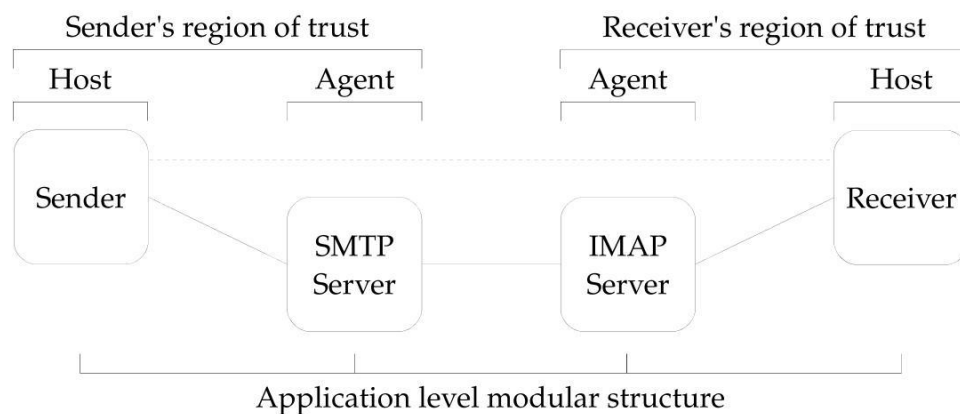 Sender's region of trust
Receiver's region of trust
Host
Agent
Agent
Host
Sender
SMTP
Server
IMAP
Server
Receiver
Application level modular structure